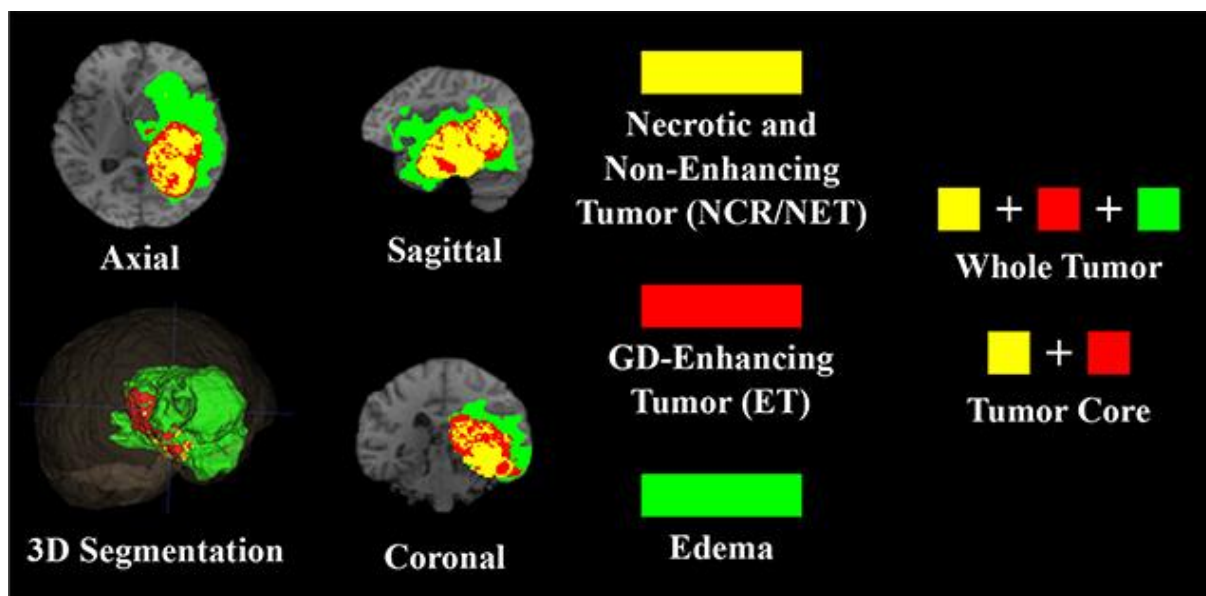 Axial
Sagittal
3D Segmentation
Coronal
Necrotic and
Non-Enhancing
Tumor (NCR/NET)
GD-Enhancing
Tumor (ET)
Edema
+ +
Whole Tumor
+
Tumor Core